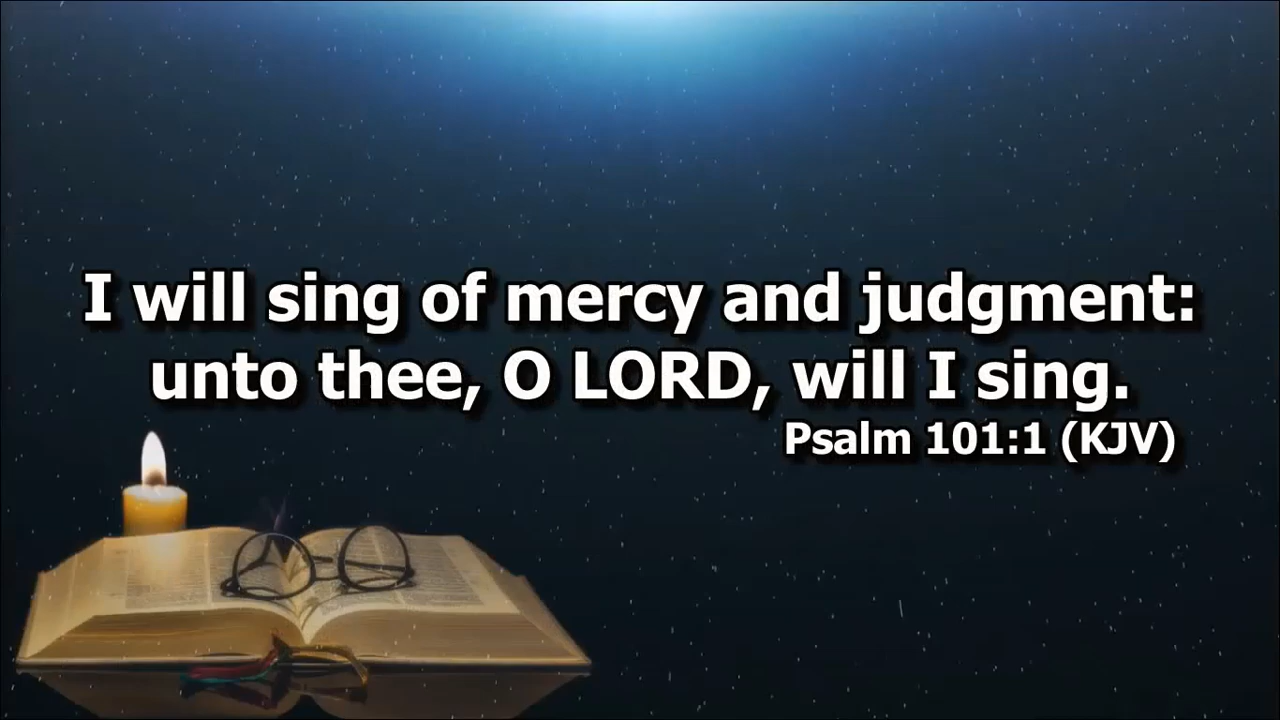 I will sing of mercy and judgment:
unto thee, O LORD, will I sing.
Psalm 101:1 (KJV)